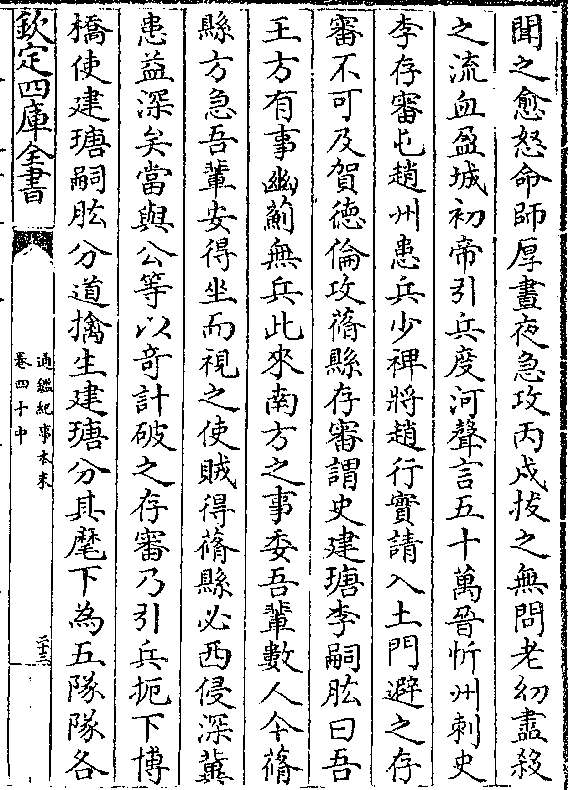 聞之愈怒命師厚晝夜急攻丙戍拔之無問老幼盡殺
之流血盈城初帝引兵度河聲言五十萬晉忻州刺史
李存審屯趙州患兵少禆將趙行實請入土門避之存
審不可及賀徳倫攻蓨縣存審謂史建瑭李嗣肱曰吾
王方有事幽薊無兵此來南方之事委吾輩數人今蓨
縣方急吾輩安得坐而視之使賊得蓨縣必西侵深冀
患益深矣當與公等以竒計破之存審乃引兵扼下博
橋使建瑭嗣肱分道擒生建瑭分其麾下為五隊隊各
欽定四庫全書
通鑑紀事本末
卷四十中
二十三